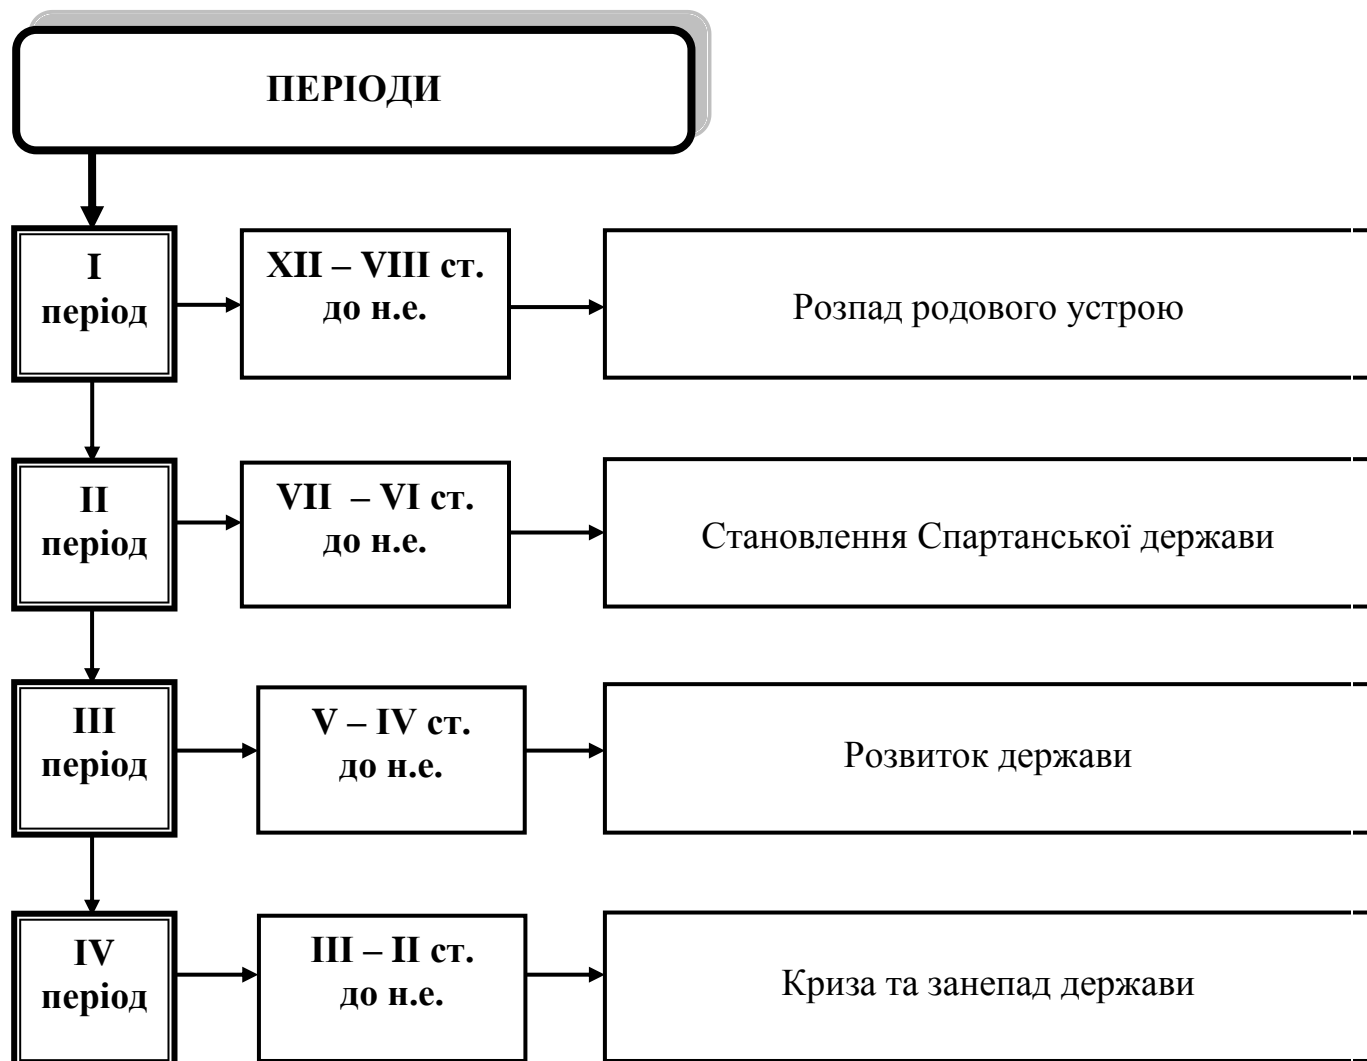 ПЕРІОДИ
I
період
XII – VIII ст.
до н.е.
Розпад родового устрою
II
період
VII – VI ст.
до н.е.
Становлення Спартанської держави
III
період
V – IV ст.
до н.е.
Розвиток держави
IV
період
III – II ст.
до н.е.
Криза та занепад держави